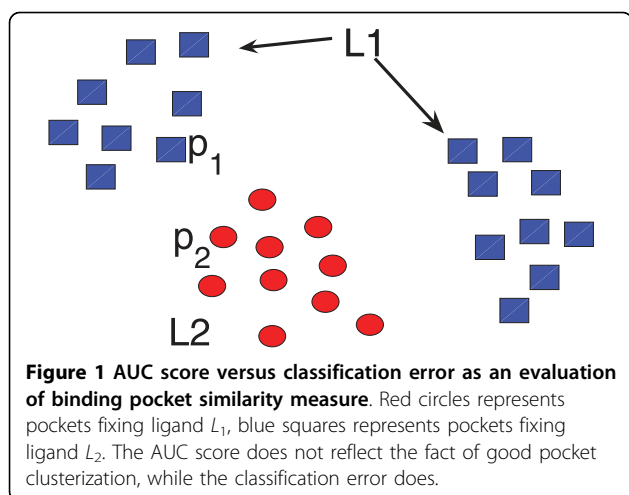 L1
p1
p2
L2
Figure 1 AUC score versus classification error as an evaluation
of binding pocket similarity measure. Red circles represents
pockets fixing ligand L1, blue squares represents pockets fixing
ligand L2. The AUC score does not reflect the fact of good pocket
clusterization, while the classification error does.